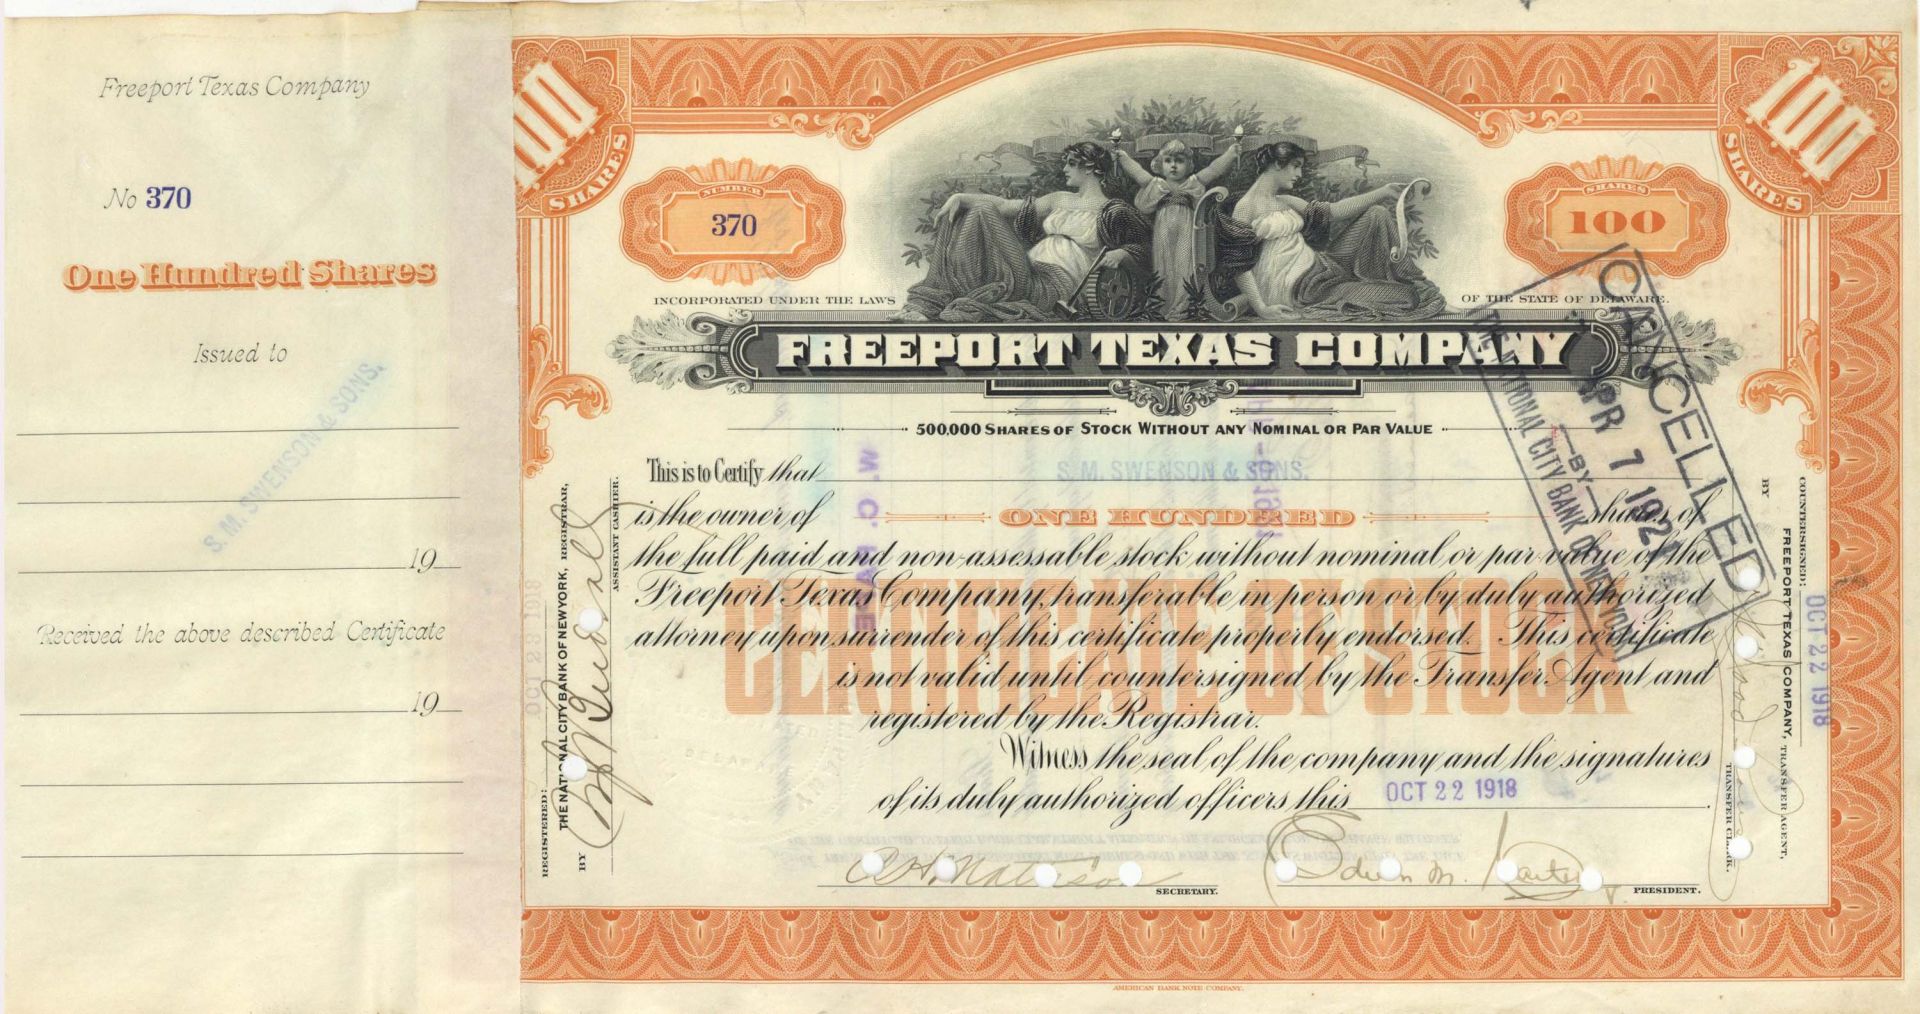 Freeport Texas Company
No 370
One Hundred Shares
Issued to
S. M. SWENSON & SONS.
19
Received the above described Certificate
19
100
SHARES
100
SHARES
NUMBER
370
SHARES
100
INCORPORATED UNDER THE LAWS
OF THE STATE OF DELAWARE.
FREEPORT TEXAS COMPANY
500,000 SHARES OF STOCK WITHOUT ANY NOMINAL OR PAR VALUE
This is to Certify that S. M. SWENSON & SONS.
is the owner of ONE HUNDRED shares of
the full paid and non-assessable stock without nominal or par value of the
Freeport Texas Company, transferable in person or by duly authorized
attorney upon surrender of this certificate properly endorsed. This certificate
is not valid until countersigned by the Transfer Agent and
registered by the Registrar.
Witness the seal of the company and the signatures
of its duly authorized officers this OCT 22 1918
CERTIFICATE OF STOCK
SECRETARY.
PRESIDENT.
REGISTERED:
THE NATIONAL CITY BANK OF NEW YORK, REGISTRAR,
BY
ASSISTANT CASHIER.
OCT 23 1918
COUNTERSIGNED:
FREEPORT TEXAS COMPANY, TRANSFER AGENT,
BY
TRANSFER CLERK.
OCT 22 1918
CANCELLED
APR 7 192
BY
THE NATIONAL CITY BANK OF NEW YORK
AMERICAN BANK NOTE COMPANY.